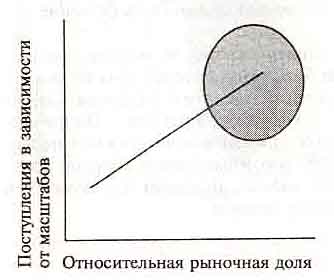 Поступления в зависимости
от масштабов
Относительная рыночная доля